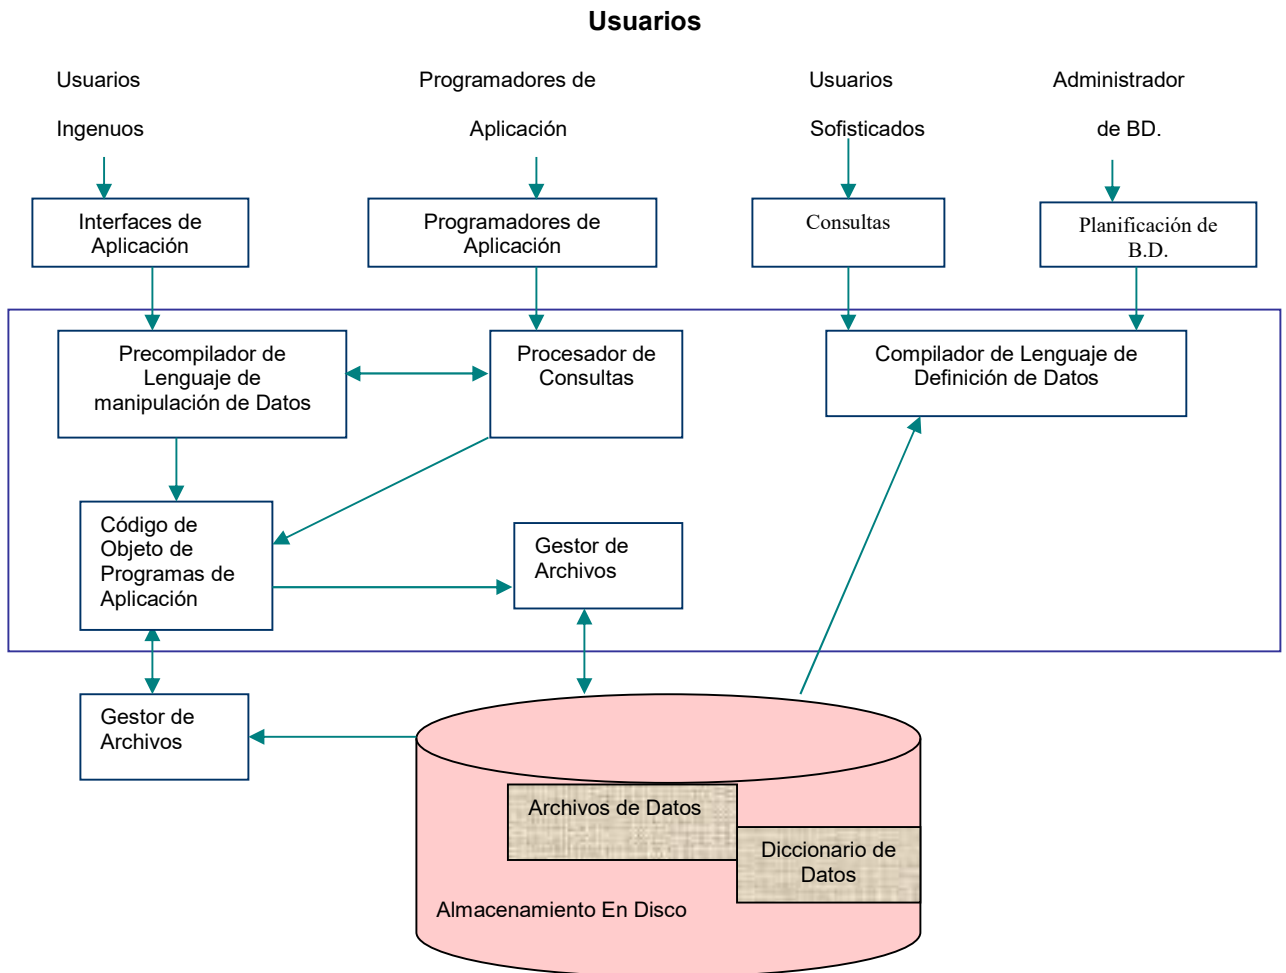 Usuarios
Usuarios
Ingenuos
Programadores de
Aplicación
Usuarios
Sofisticados
Administrador
de BD.
Interfaces de
Aplicación
Programadores de
Aplicación
Consultas
Planificación de
B.D.
Precompilador de
Lenguaje de
manipulación de Datos
Procesador de
Consultas
Compilador de Lenguaje de
Definición de Datos
Código de
Objeto de
Programas de
Aplicación
Gestor de
Archivos
Gestor de
Archivos
Archivos de Datos
Diccionario de
Datos
Almacenamiento En Disco